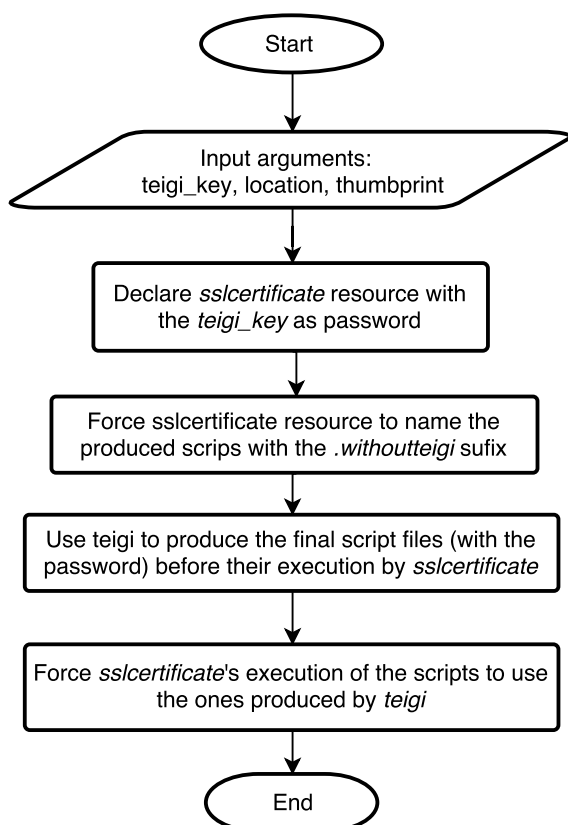 Start
Input arguments:
teigi_key, location, thumbprint
Declare sslcertificate resource with
the teigi_key as password
Force sslcertificate resource to name the
produced scrips with the .withoutteigi sufix
Use teigi to produce the final script files (with the
password) before their execution by sslcertificate
Force sslcertificate's execution of the scripts to use
the ones produced by teigi
End